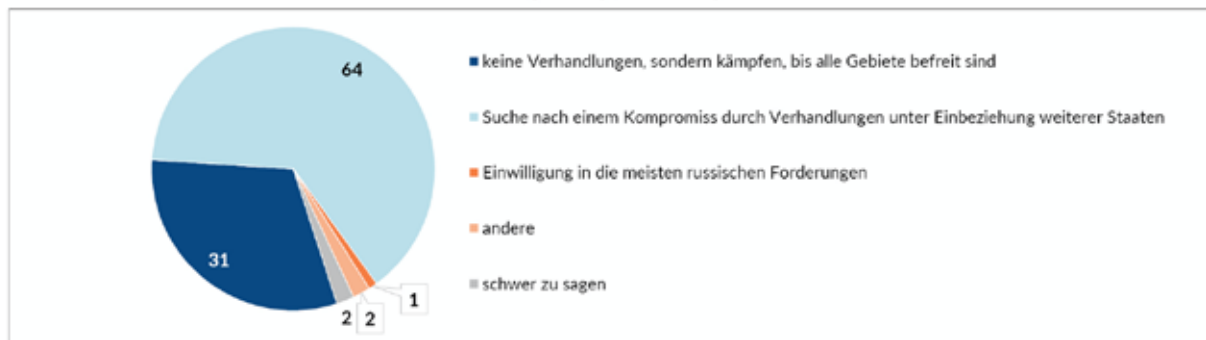 64
31
2
2
1
keine Verhandlungen, sondern kämpfen, bis alle Gebiete befreit sind
Suche nach einem Kompromiss durch Verhandlungen unter Einbeziehung weiterer Staaten
Einwilligung in die meisten russischen Forderungen
andere
schwer zu sagen